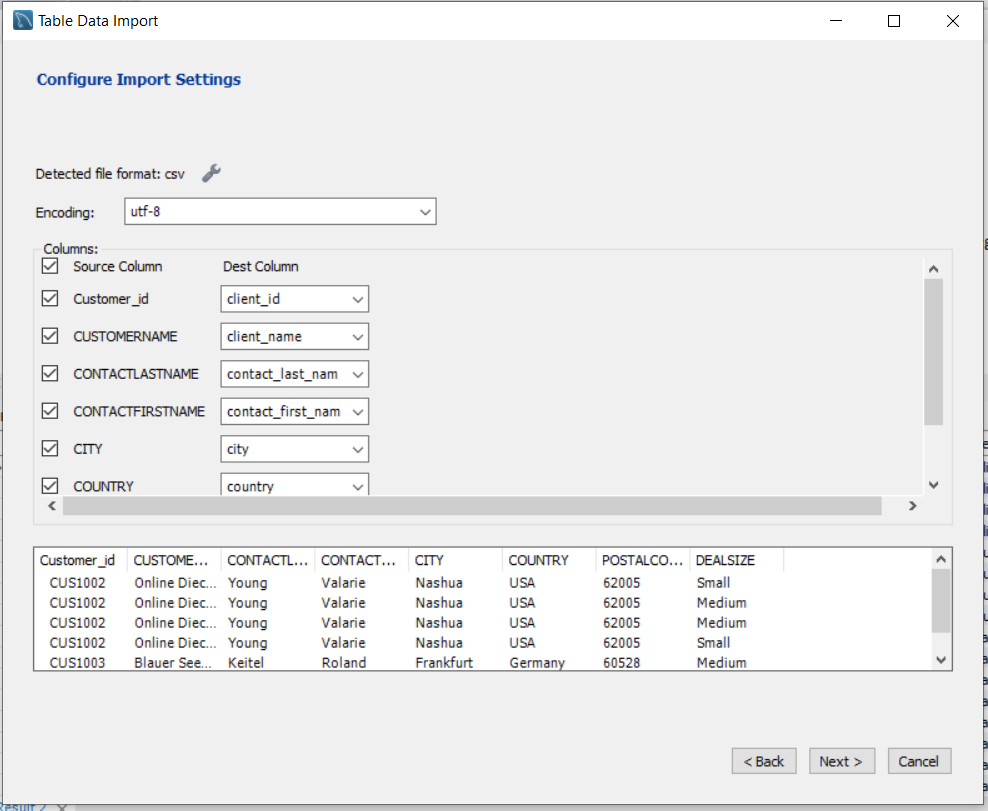 Table Data Import
Configure Import Settings
Detected file format: csv
Encoding: utf-8
Columns:
Source Column Dest Column
Customer_id client_id
CUSTOMERNAME client_name
CONTACTLASTNAME contact_last_nam
CONTACTFIRSTNAME contact_first_nam
CITY city
COUNTRY country
Customer_id CUSTOME... CONTACTL... CONTACT... CITY COUNTRY POSTALCO... DEALSIZE
CUS1002 Online Diec... Young Valarie Nashua USA 62005 Small
CUS1002 Online Diec... Young Valarie Nashua USA 62005 Medium
CUS1002 Online Diec... Young Valarie Nashua USA 62005 Medium
CUS1002 Online Diec... Young Valarie Nashua USA 62005 Small
CUS1003 Blauer See... Keitel Roland Frankfurt Germany 60528 Medium
< Back Next > Cancel
Result 2